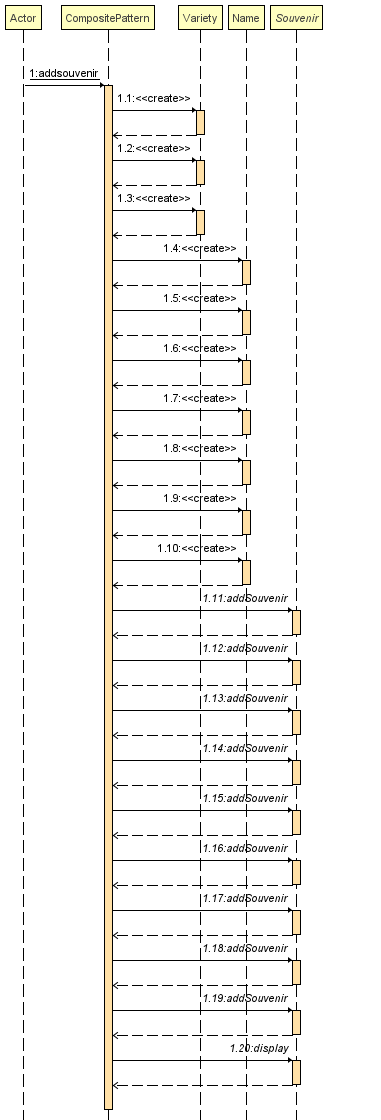 Actor CompositePattern Variety Name Souvenir
1:addsouvenir
1.1:<<create>>
1.2:<<create>>
1.3:<<create>>
1.4:<<create>>
1.5:<<create>>
1.6:<<create>>
1.7:<<create>>
1.8:<<create>>
1.9:<<create>>
1.10:<<create>>
1.11:addSouvenir
1.12:addSouvenir
1.13:addSouvenir
1.14:addSouvenir
1.15:addSouvenir
1.16:addSouvenir
1.17:addSouvenir
1.18:addSouvenir
1.19:addSouvenir
1.20:display